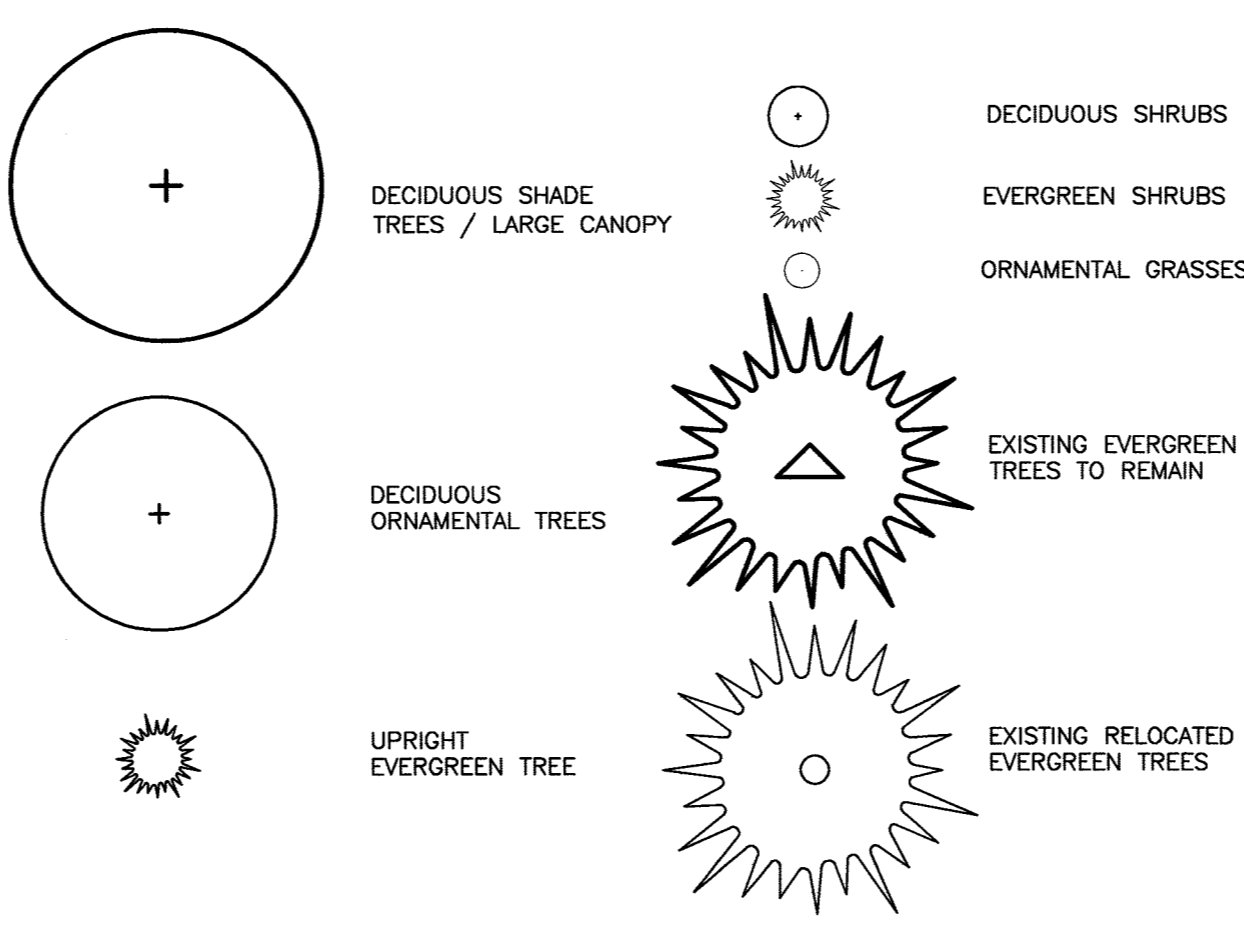 DECIDUOUS SHADE
TREES / LARGE CANOPY
DECIDUOUS
ORNAMENTAL TREES
UPRIGHT
EVERGREEN TREE
DECIDUOUS SHRUBS
EVERGREEN SHRUBS
ORNAMENTAL GRASSES
EXISTING EVERGREEN
TREES TO REMAIN
EXISTING RELOCATED
EVERGREEN TREES